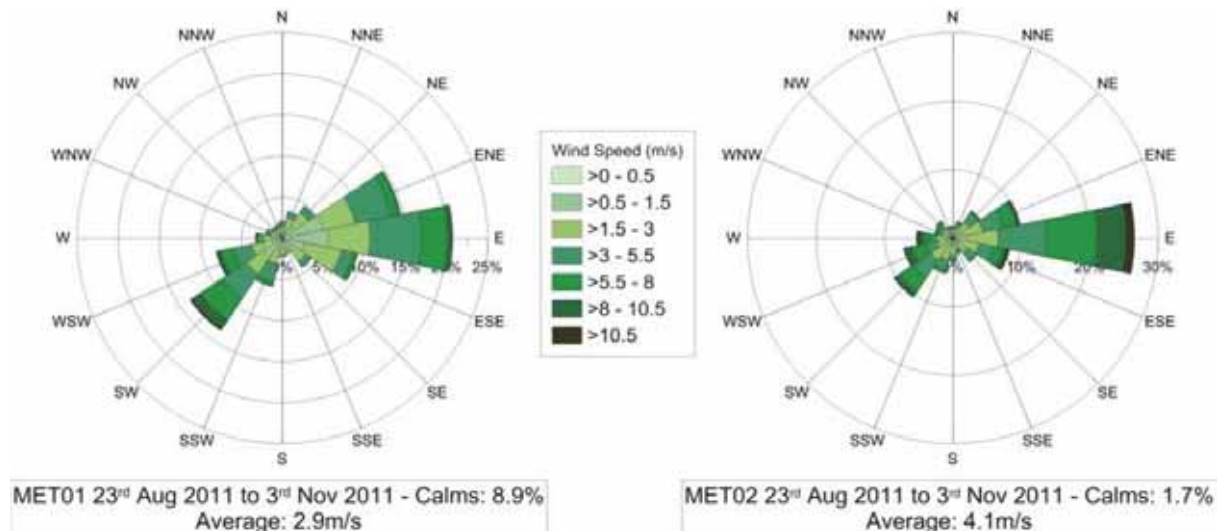 N
NNW
NNE
NW
NE
WNW
ENE
W
E
0% 5% 10% 15% 20% 25%
WSW
ESE
SW
SE
SSW
SSE
S
MET01 23rd Aug 2011 to 3rd Nov 2011 - Calms: 8.9%
Average: 2.9m/s
Wind Speed (m/s)
>0 - 0.5
>0.5 - 1.5
>1.5 - 3
>3 - 5.5
>5.5 - 8
>8 - 10.5
>10.5
N
NNW
NNE
NW
NE
WNW
ENE
W
E
0% 10% 20% 30%
WSW
ESE
SW
SE
SSW
SSE
S
MET02 23rd Aug 2011 to 3rd Nov 2011 - Calms: 1.7%
Average: 4.1m/s